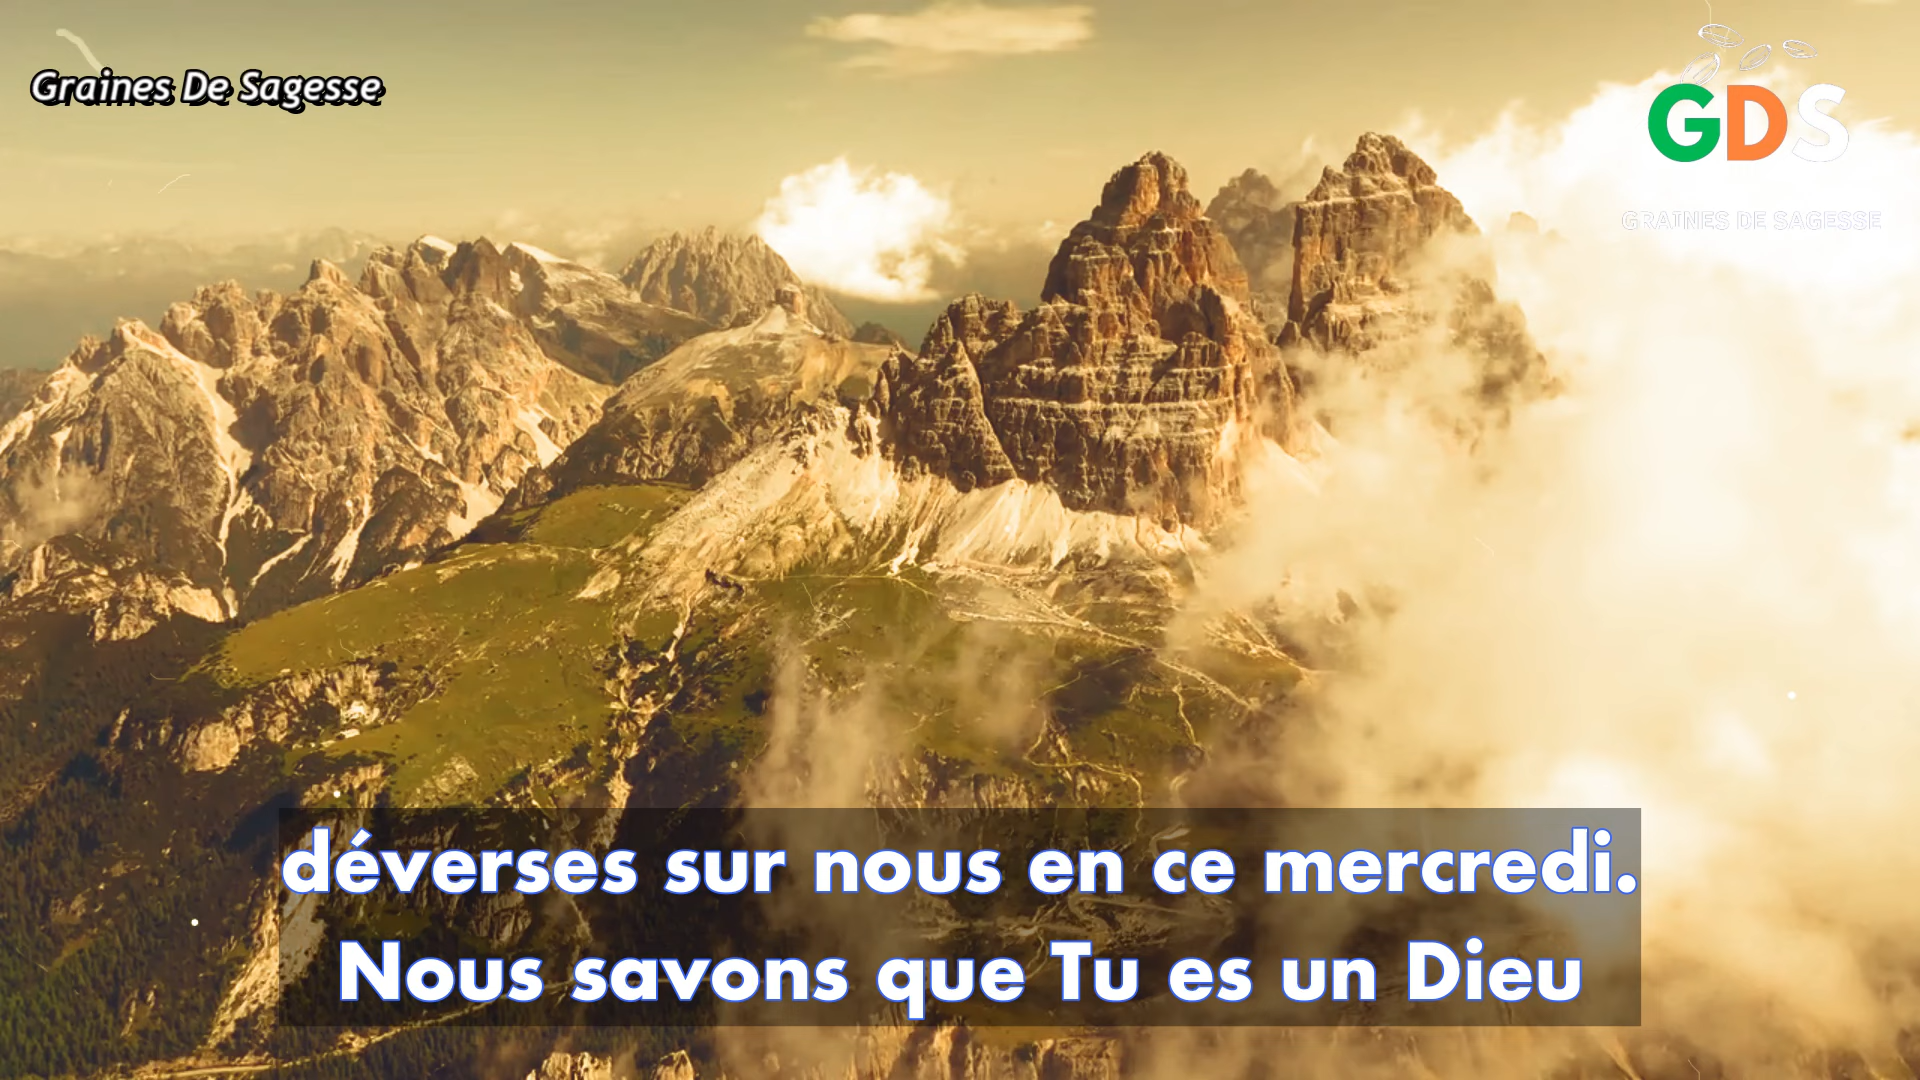 Graines De Sagesse
GDS
GRAINES DE SAGESSE
déverses sur nous en ce mercredi.
Nous savons que Tu es un Dieu